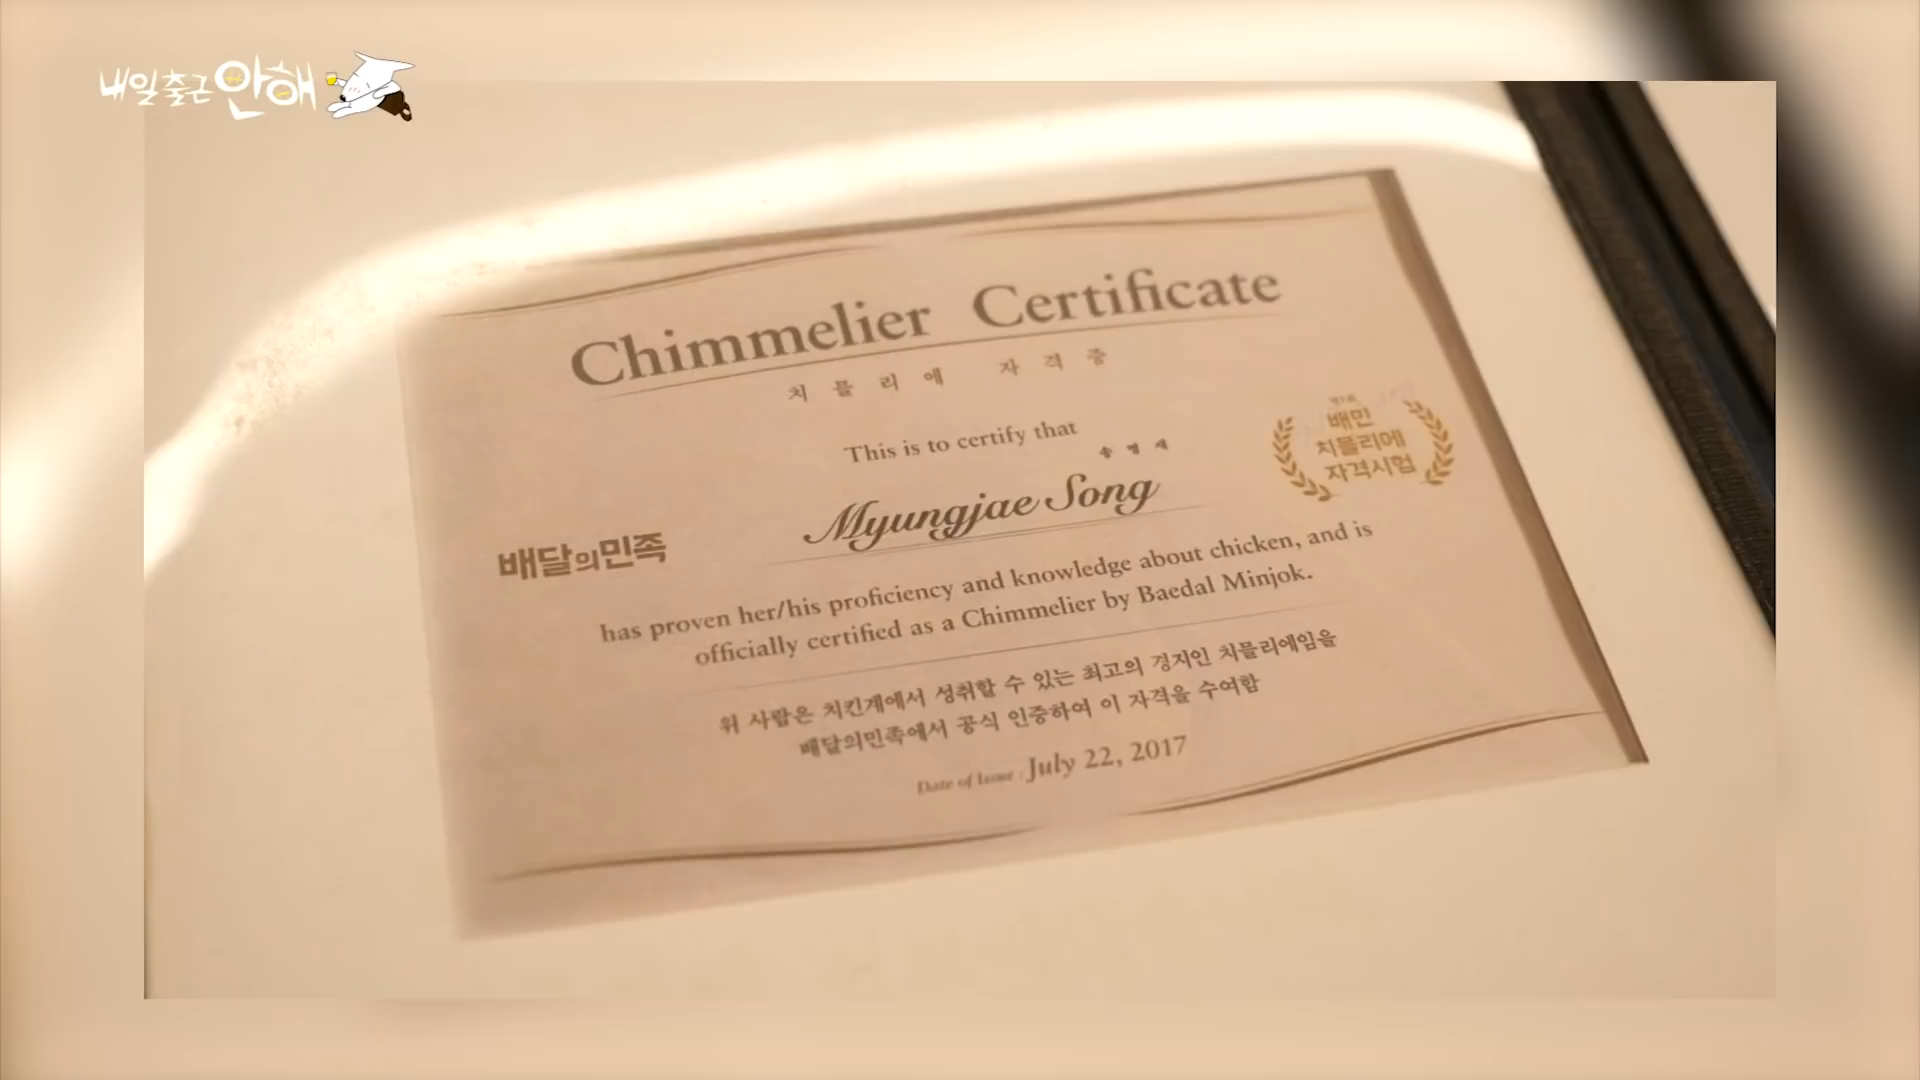 내일 출근 안해
Chimmelier Certificate
치믈리에 자격증
This is to certify that
송명재
Myungjae Song
배민
치믈리에
자격시험
배달의민족
has proven her/his proficiency and knowledge about chicken, and is
officially certified as a Chimmelier by Baedal Minjok.
위 사람은 치킨계에서 성취할 수 있는 최고의 경지인 치믈리에임을
배달의민족에서 공식 인증하여 이 자격을 수여함
Date of Issue : July 22, 2017